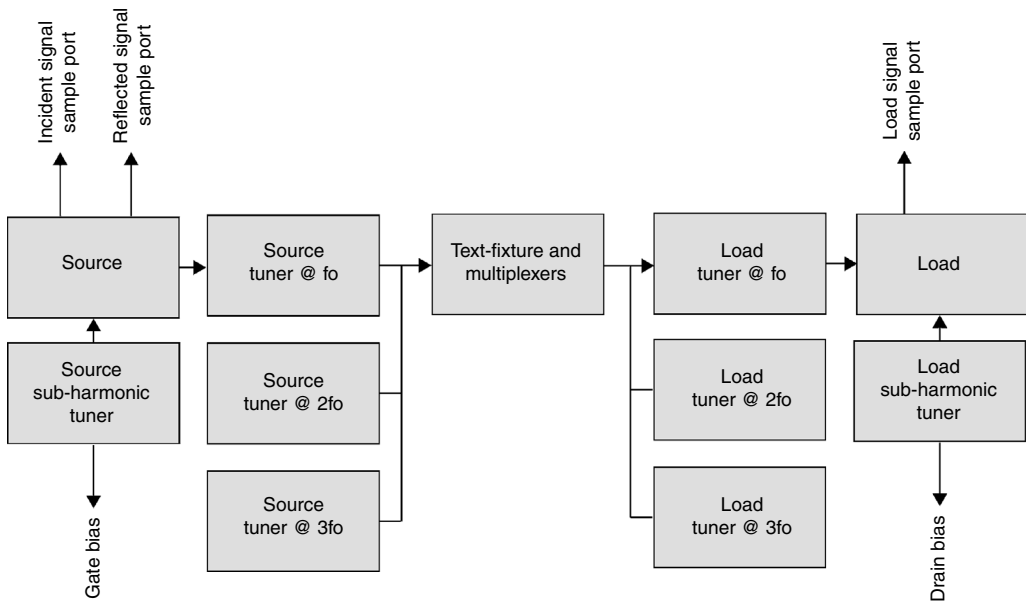 Incident signal
sample port
Reflected signal
sample port
Load signal
sample port
Source
Source
tuner @ fo
Text-fixture and
multiplexers
Load
tuner @ fo
Load
Source
sub-harmonic
tuner
Source
tuner @ 2fo
Load
tuner @ 2fo
Load
sub-harmonic
tuner
Source
tuner @ 3fo
Load
tuner @ 3fo
Gate bias
Drain bias